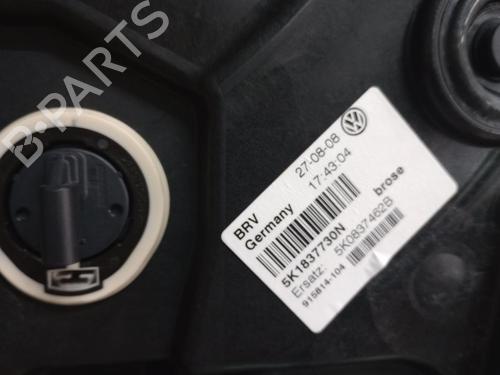 B-PARTS
BRV 27-08-08
Germany 17:43:04
5K1837730N brose
Ersatz: 5K0837462B
915814-104